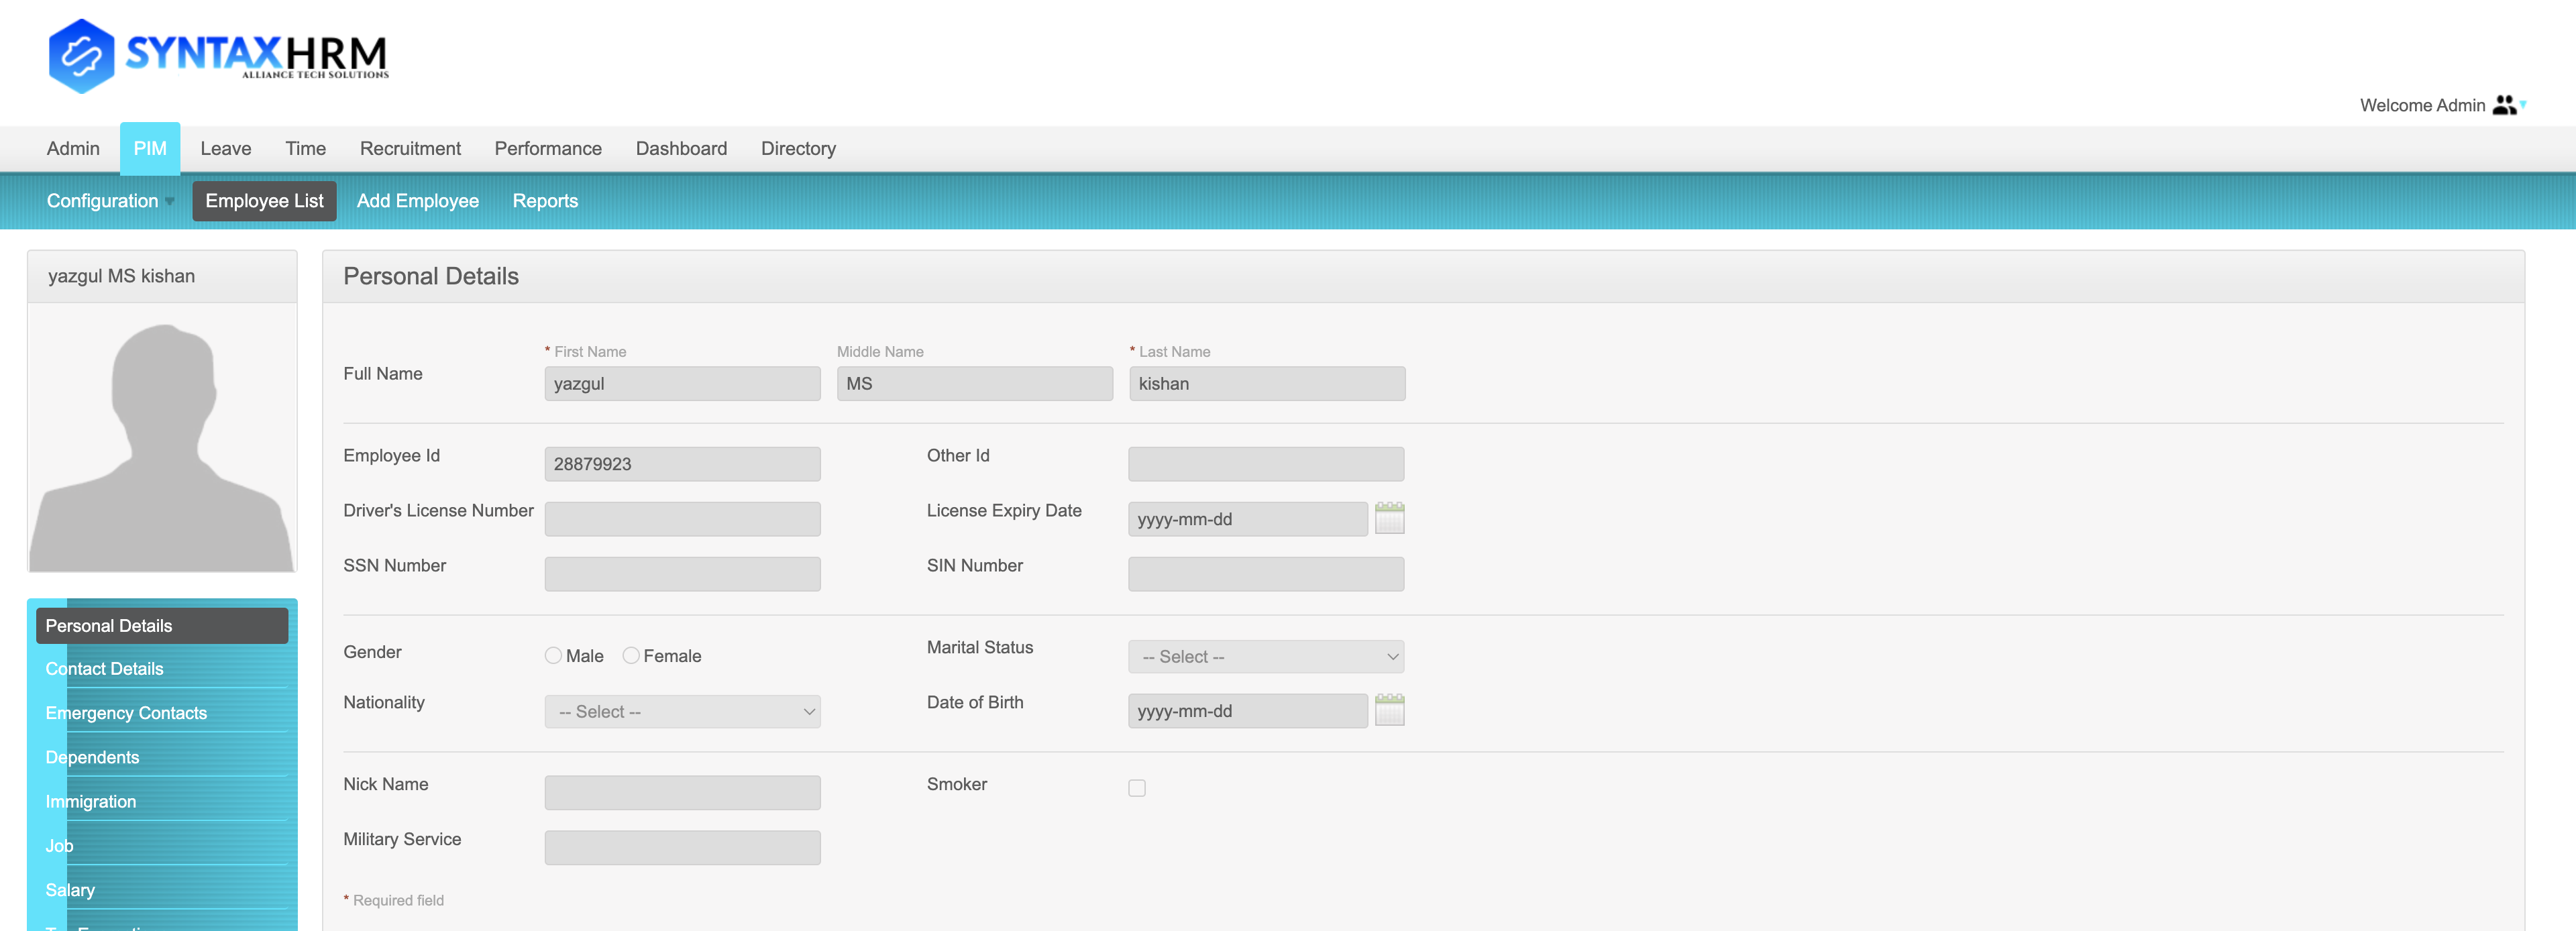 SYNTAXHRM
ALLIANCE TECH SOLUTIONS
Welcome Admin
Admin PIM Leave Time Recruitment Performance Dashboard Directory
Configuration Employee List Add Employee Reports
yazgul MS kishan
Personal Details
Contact Details
Emergency Contacts
Dependents
Immigration
Job
Salary
Personal Details
* First Name Middle Name * Last Name
Full Name yazgul MS kishan
Employee Id 28879923 Other Id
Driver's License Number License Expiry Date yyyy-mm-dd
SSN Number SIN Number
Gender Male Female Marital Status -- Select --
Nationality -- Select -- Date of Birth yyyy-mm-dd
Nick Name Smoker
Military Service
* Required field